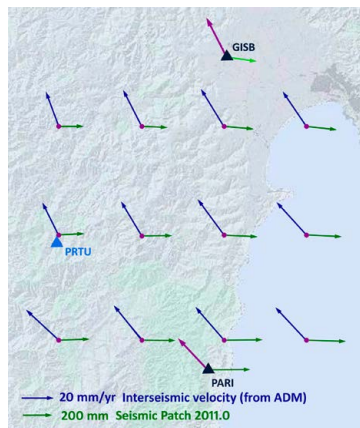 GISB
PRTU
PARI
20 mm/yr Interseismic velocity (from ADM)
200 mm Seismic Patch 2011.0